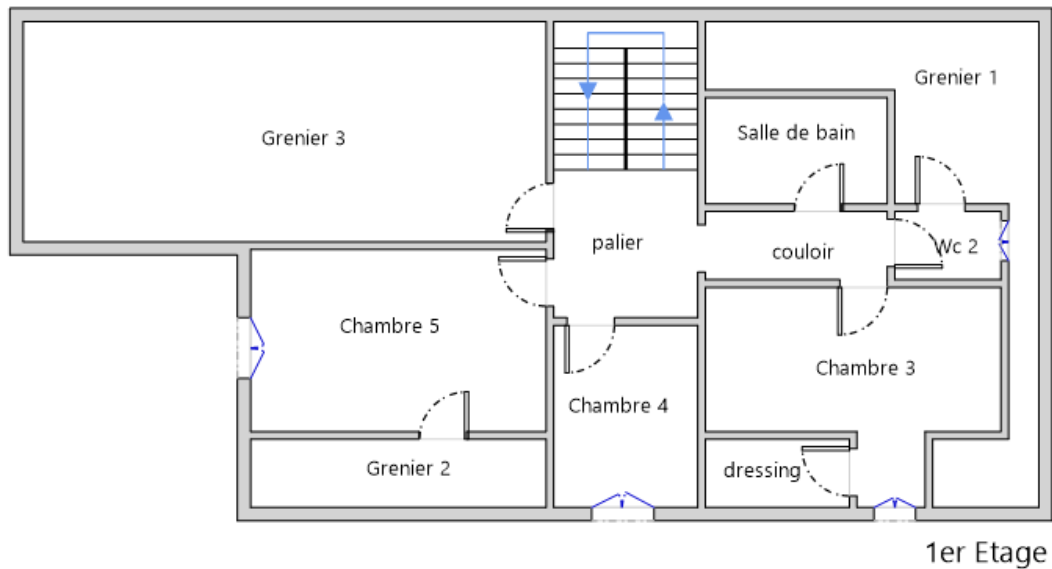 Grenier 1
Salle de bain
Grenier 3
palier
couloir
Wc 2
Chambre 5
Chambre 3
Chambre 4
Grenier 2
dressing
1er Etage